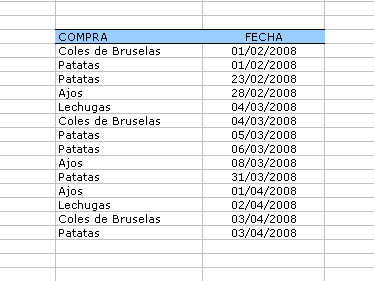 COMPRA FECHA
Coles de Bruselas 01/02/2008
Patatas 01/02/2008
Patatas 23/02/2008
Ajos 28/02/2008
Lechugas 04/03/2008
Coles de Bruselas 04/03/2008
Patatas 05/03/2008
Patatas 06/03/2008
Ajos 08/03/2008
Patatas 31/03/2008
Ajos 01/04/2008
Lechugas 02/04/2008
Coles de Bruselas 03/04/2008
Patatas 03/04/2008